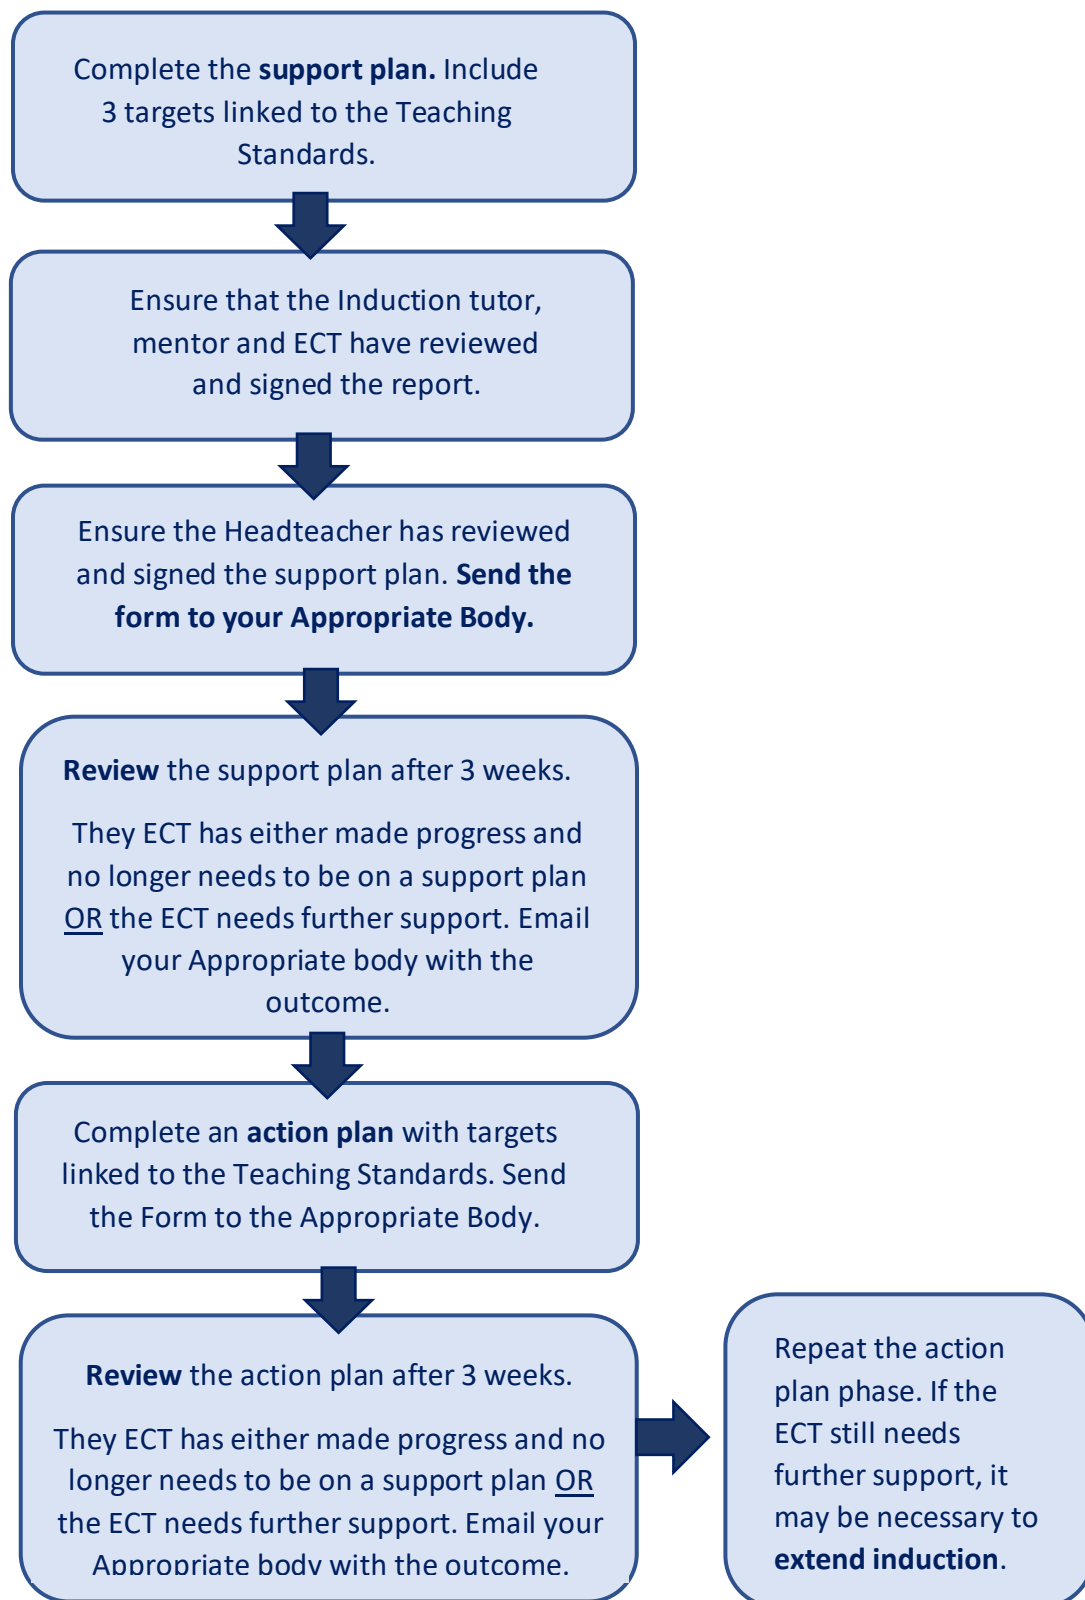 Complete the support plan. Include
3 targets linked to the Teaching
Standards.
Ensure that the Induction tutor,
mentor and ECT have reviewed
and signed the report.
Ensure the Headteacher has reviewed
and signed the support plan. Send the
form to your Appropriate Body.
Review the support plan after 3 weeks.
They ECT has either made progress and
no longer needs to be on a support plan
OR the ECT needs further support. Email
your Appropriate body with the
outcome.
Complete an action plan with targets
linked to the Teaching Standards. Send
the Form to the Appropriate Body.
Review the action plan after 3 weeks.
They ECT has either made progress and no
longer needs to be on a support plan OR
the ECT needs further support. Email your
Appropriate body with the outcome.
Repeat the action
plan phase. If the
ECT still needs
further support, it
may be necessary to
extend induction.